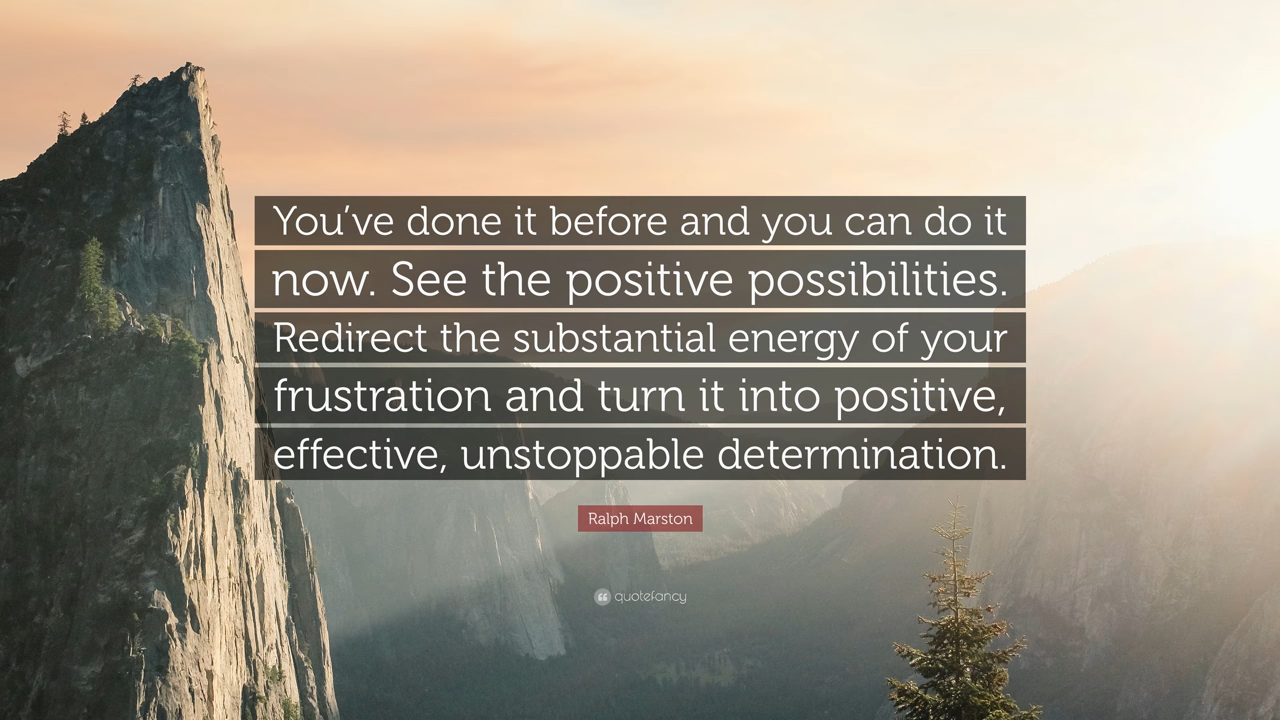 You’ve done it before and you can do it
now. See the positive possibilities.
Redirect the substantial energy of your
frustration and turn it into positive,
effective, unstoppable determination.
Ralph Marston
quotefancy